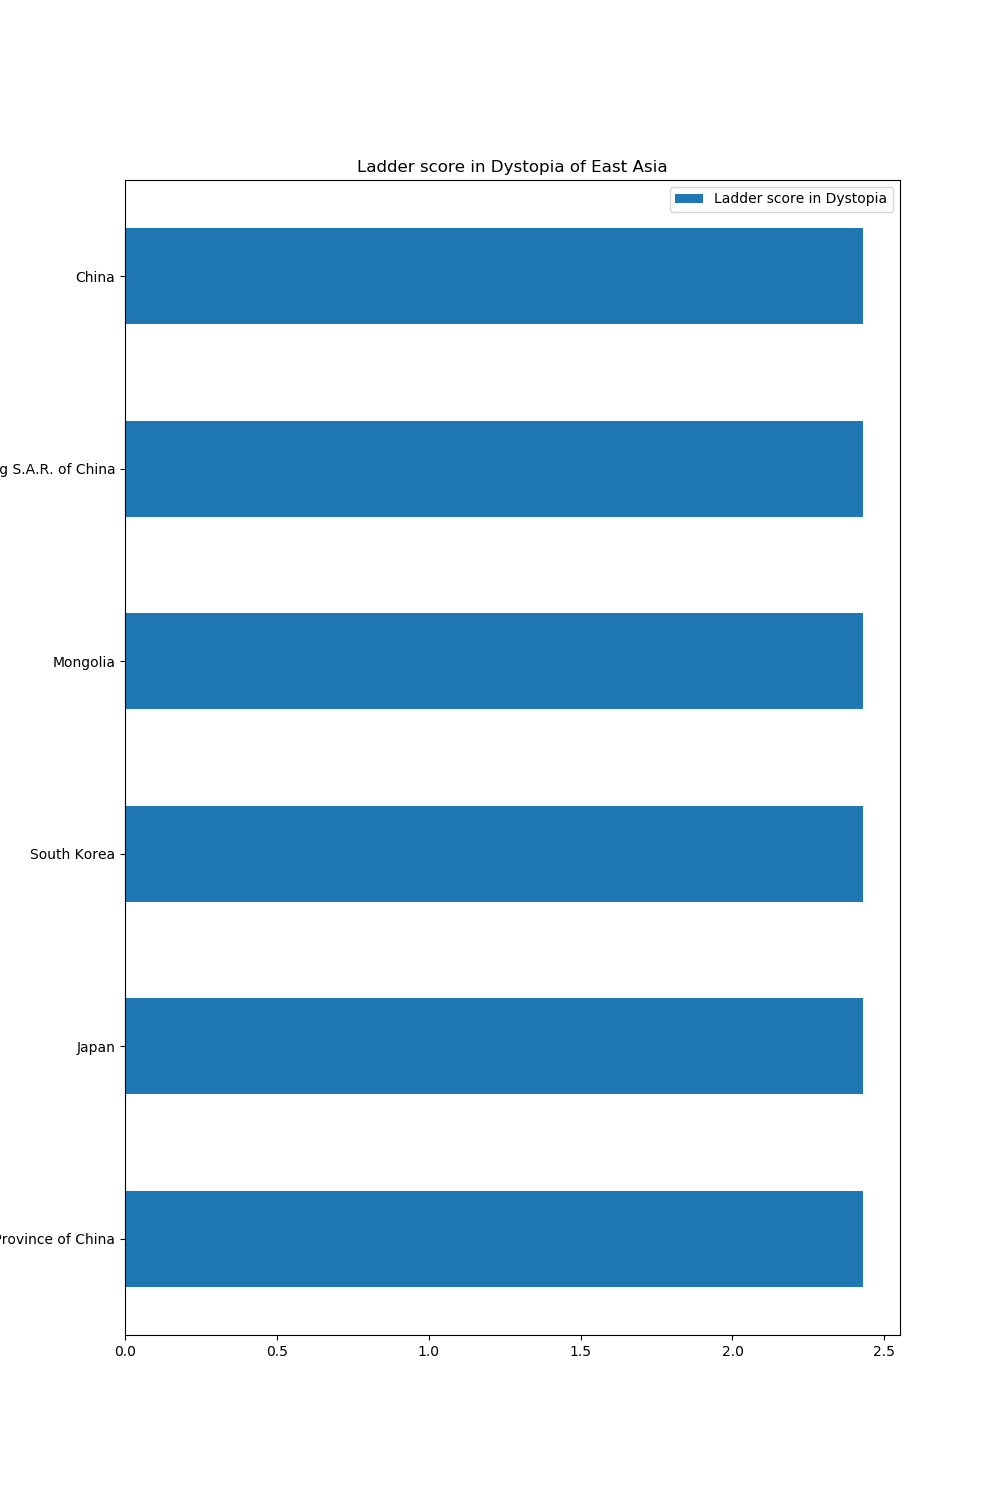 Ladder score in Dystopia of East Asia
Ladder score in Dystopia
China
g S.A.R. of China
Mongolia
South Korea
Japan
Province of China
0.0 0.5 1.0 1.5 2.0 2.5